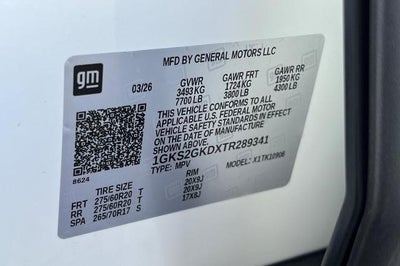 gm
MFD BY GENERAL MOTORS LLC
03/26 GVWR GAWR FRT GAWR RR
3493 KG 1724 KG 1950 KG
7700 LB 3800 LB 4300 LB
THIS VEHICLE CONFORMS TO ALL
APPLICABLE U.S. FEDERAL MOTOR
VEHICLE SAFETY STANDARDS
IN EFFECT ON THE
DATE OF MANUFACTURE
SHOWN ABOVE.
1GKS2GKDXTR289341
TYPE: MPV MODEL: X1TK10906
8624
TIRE SIZE RIM
FRT 275/60R20 T 20X9J
RR 275/60R20 T 20X9J
SPA 265/70R17 S 17X8J